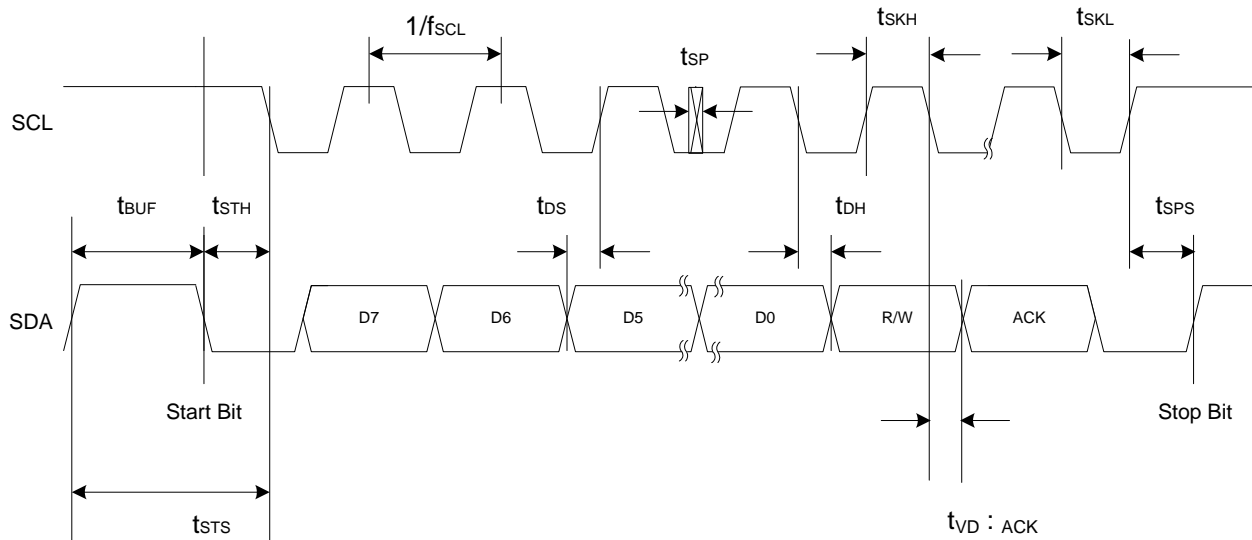 1/fSCL
tSP
tSKH
tSKL
SCL
tBUF
tSTH
tDS
tDH
tSPS
SDA
D7
D6
D5
D0
R/W
ACK
Start Bit
Stop Bit
tSTS
tVD : ACK